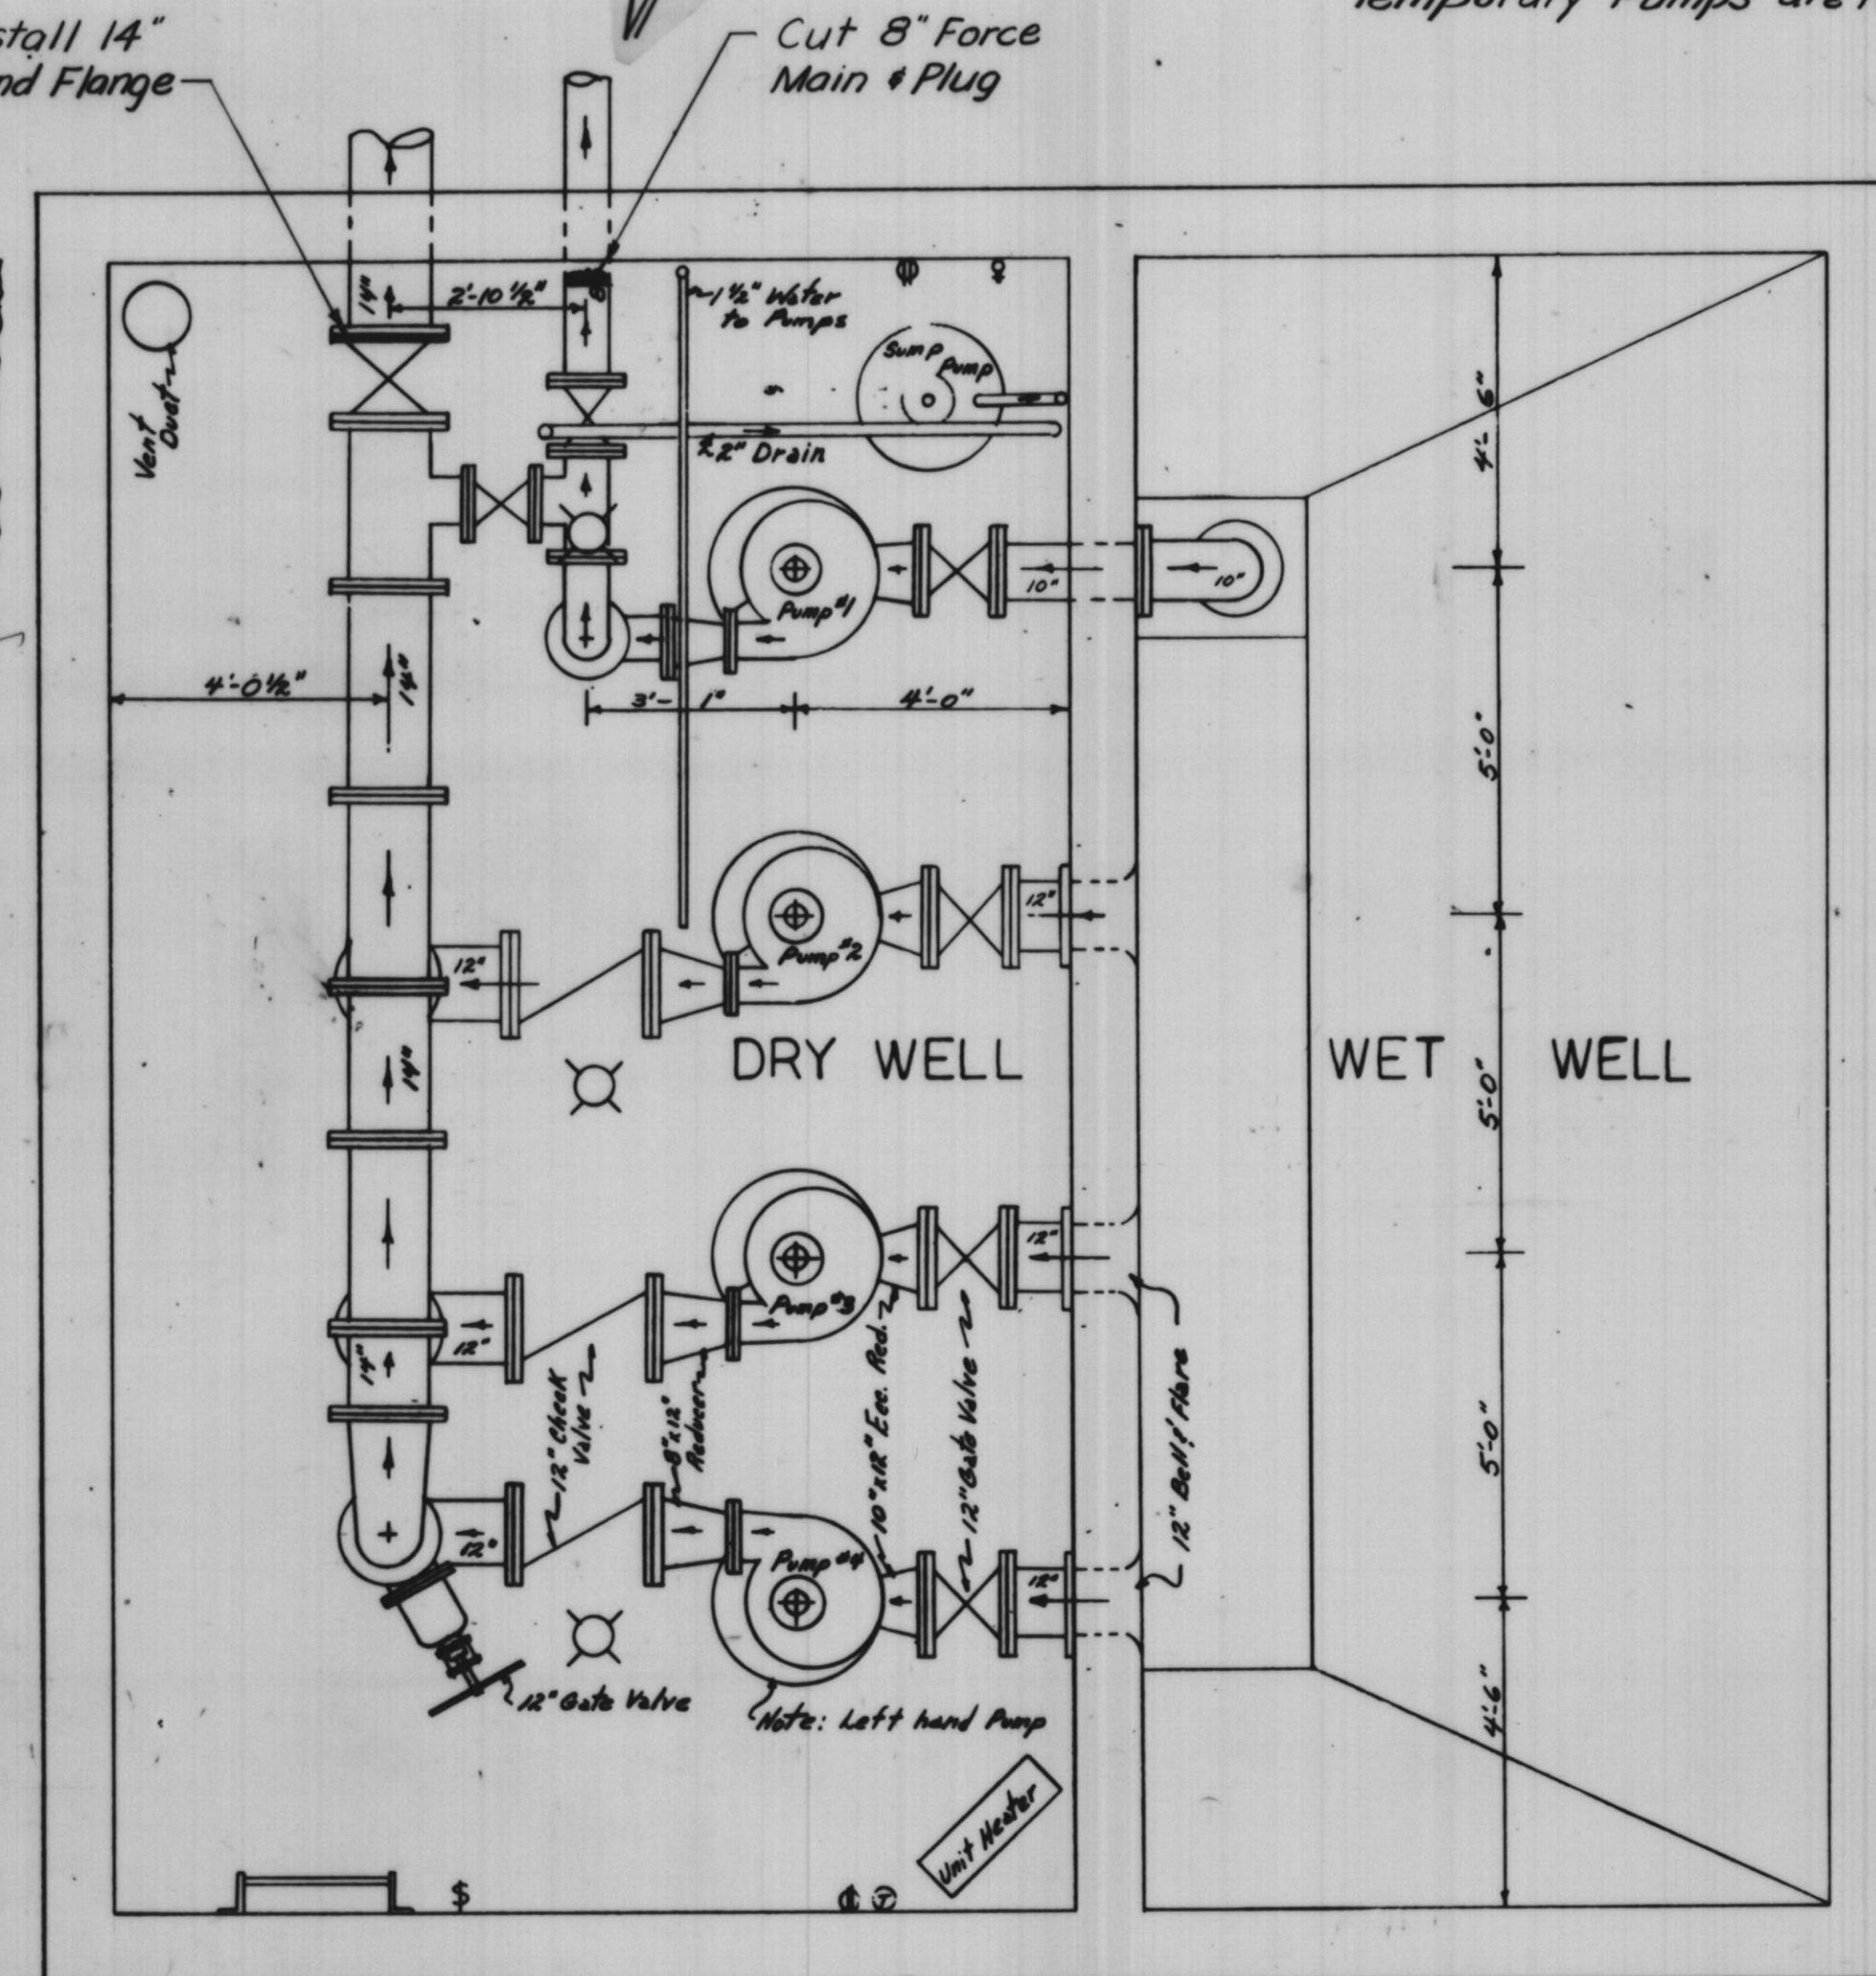 stall 14"
nd Flange
Cut 8" Force
Main & Plug
Temporary Pumps are
14"
2'-10 1/2"
8"
1 1/2" Water
to Pumps
Sump
Pump
Vent
Duct
2" Drain
4'-6"
10"
10"
Pump #1
4'-0 1/2"
14"
3'-1"
4'-0"
5'-0"
12"
12"
Pump #2
DRY WELL
WET WELL
14"
5'-0"
12"
Pump #3
14"
12"
12" Check
Valve
8"x12"
Reducer
10"x12" Ecc. Red.
12" Gate Valve
12" Bell & Flare
5'-0"
12"
Pump #4
12"
12" Gate Valve
Note: Left hand Pump
4'-6"
Unit Heater
$
T